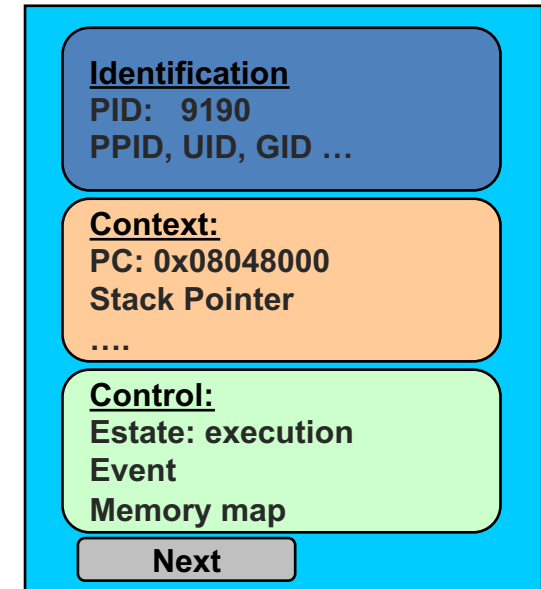 Identification
PID: 9190
PPID, UID, GID …
Context:
PC: 0x08048000
Stack Pointer
….
Control:
Estate: execution
Event
Memory map
Next